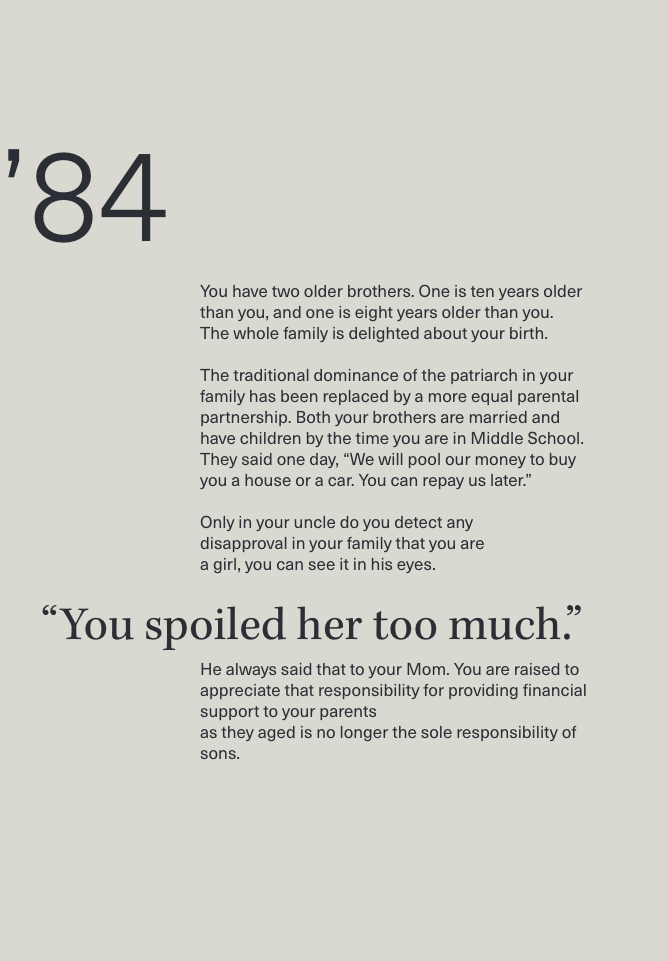 ’84
You have two older brothers. One is ten years older
than you, and one is eight years older than you.
The whole family is delighted about your birth.
The traditional dominance of the patriarch in your
family has been replaced by a more equal parental
partnership. Both your brothers are married and
have children by the time you are in Middle School.
They said one day, “We will pool our money to buy
you a house or a car. You can repay us later.”
Only in your uncle do you detect any
disapproval in your family that you are
a girl, you can see it in his eyes.
“You spoiled her too much.”
He always said that to your Mom. You are raised to
appreciate that responsibility for providing financial
support to your parents
as they aged is no longer the sole responsibility of
sons.